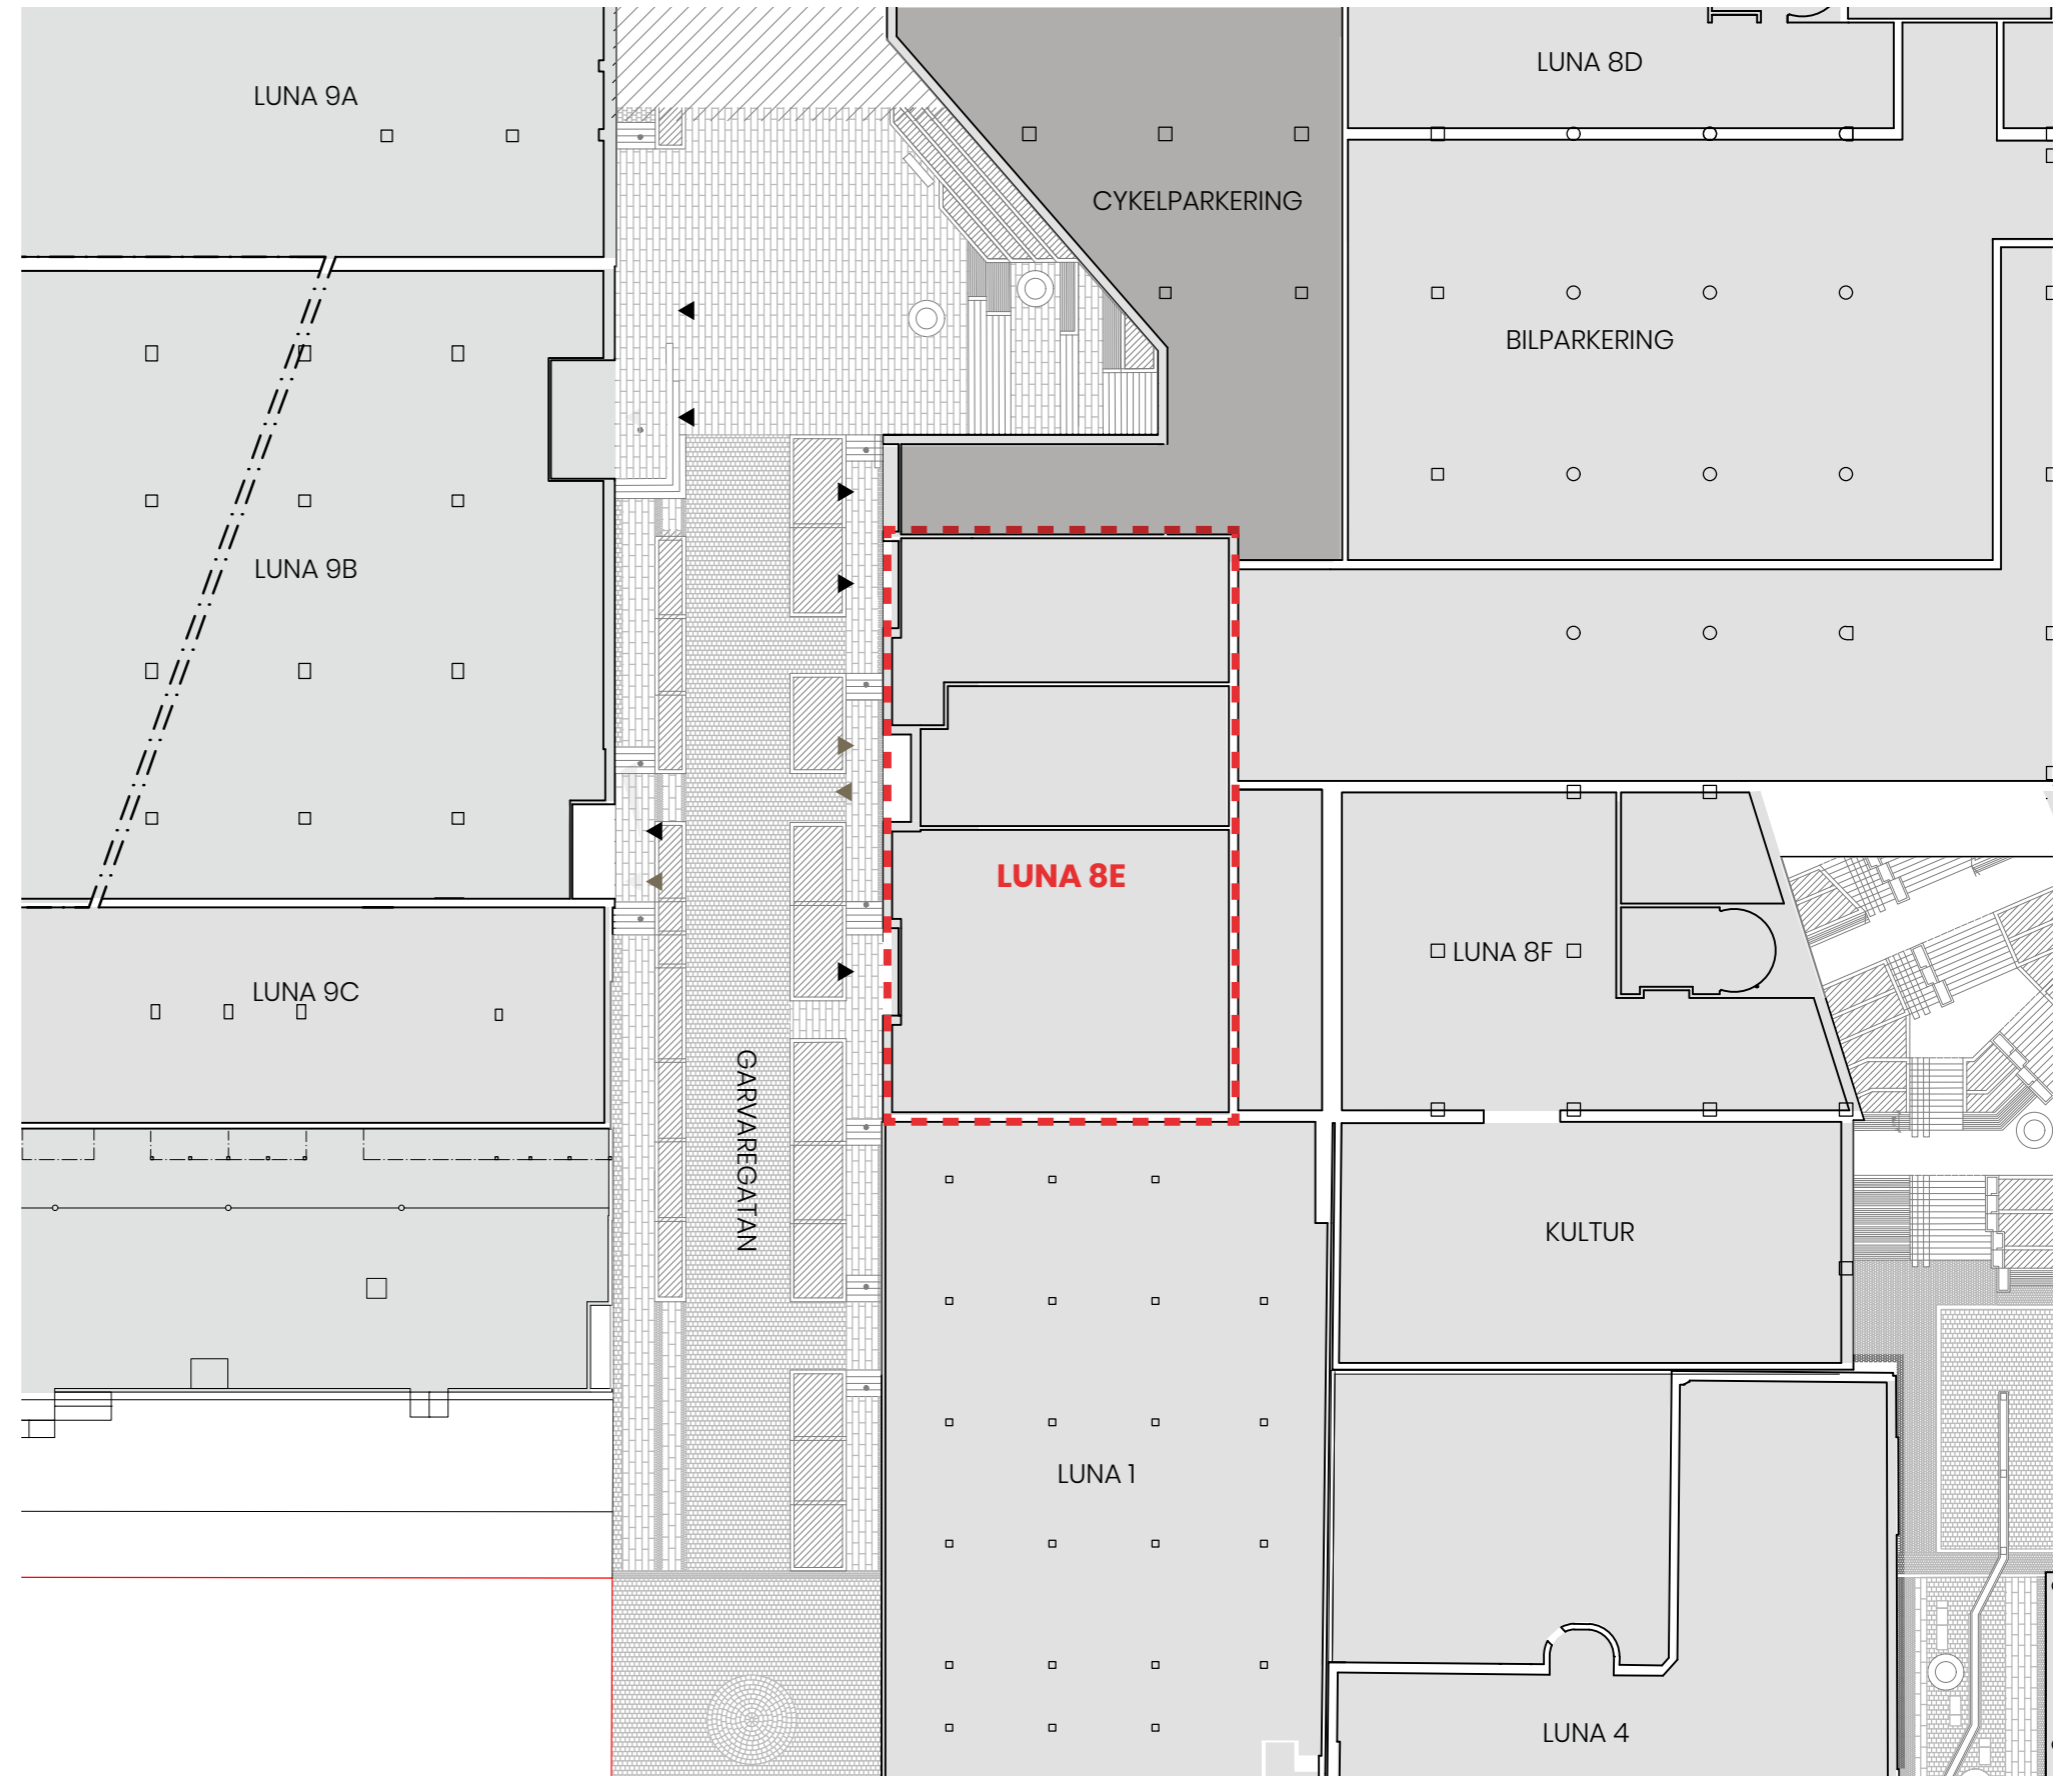 LUNA 8D
LUNA 9A
CYKELPARKERING
BILPARKERING
LUNA 9B
LUNA 8E
LUNA 8F
LUNA 9C
GARVAREGATAN
KULTUR
LUNA 1
LUNA 4